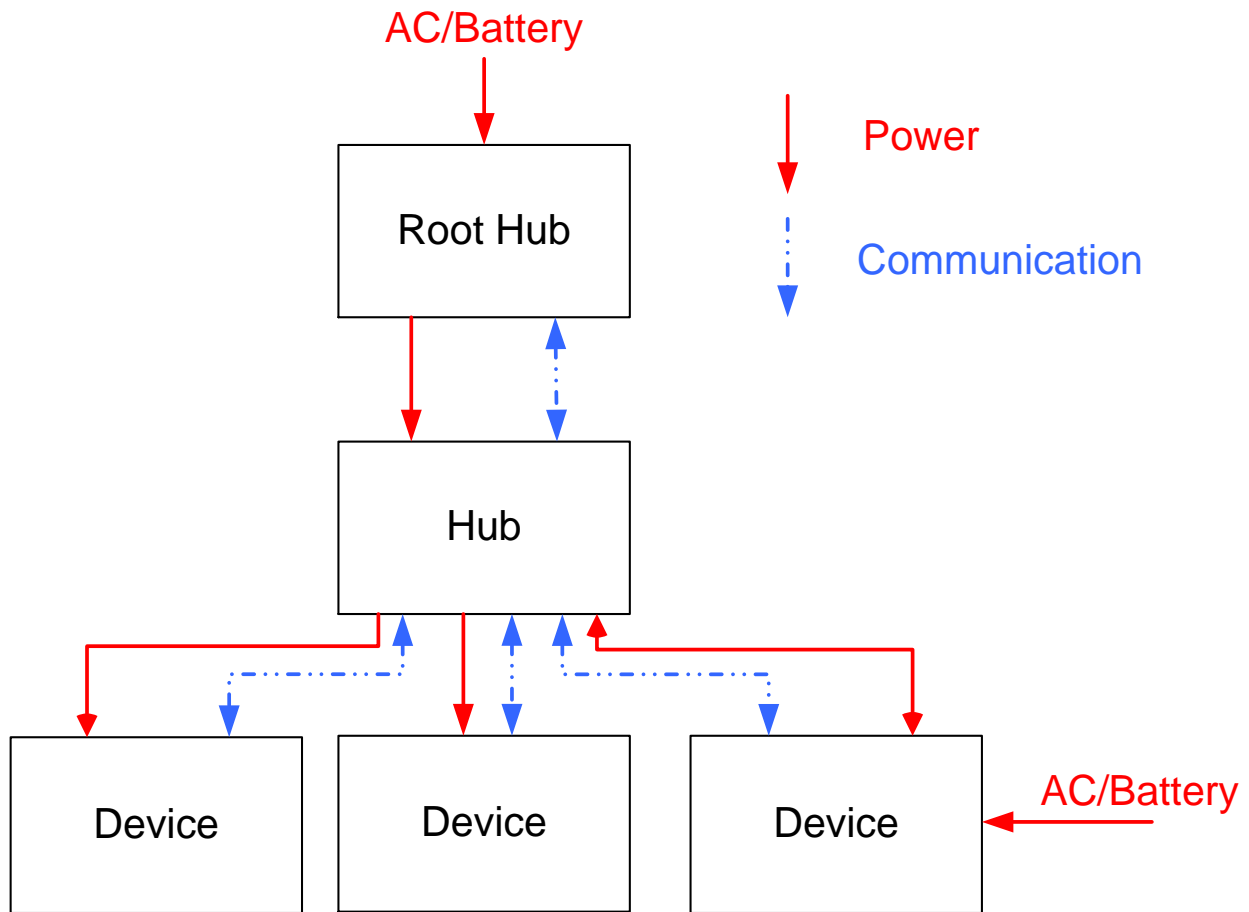 AC/Battery
Power
Root Hub
Communication
Hub
AC/Battery
Device
Device
Device